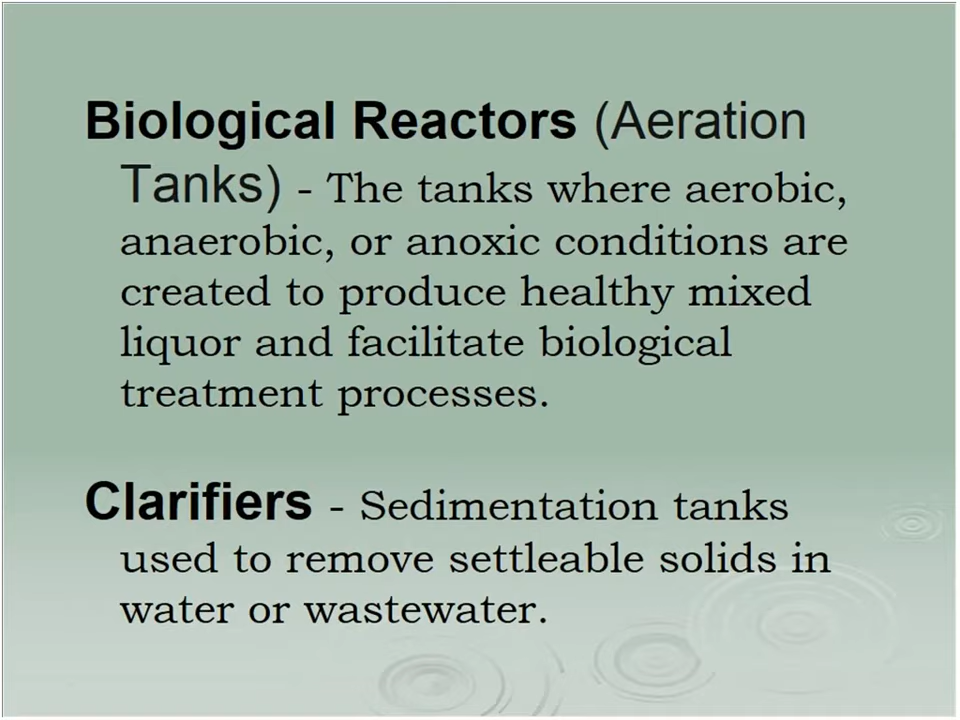 Biological Reactors (Aeration
Tanks) - The tanks where aerobic,
anaerobic, or anoxic conditions are
created to produce healthy mixed
liquor and facilitate biological
treatment processes.
Clarifiers - Sedimentation tanks
used to remove settleable solids in
water or wastewater.